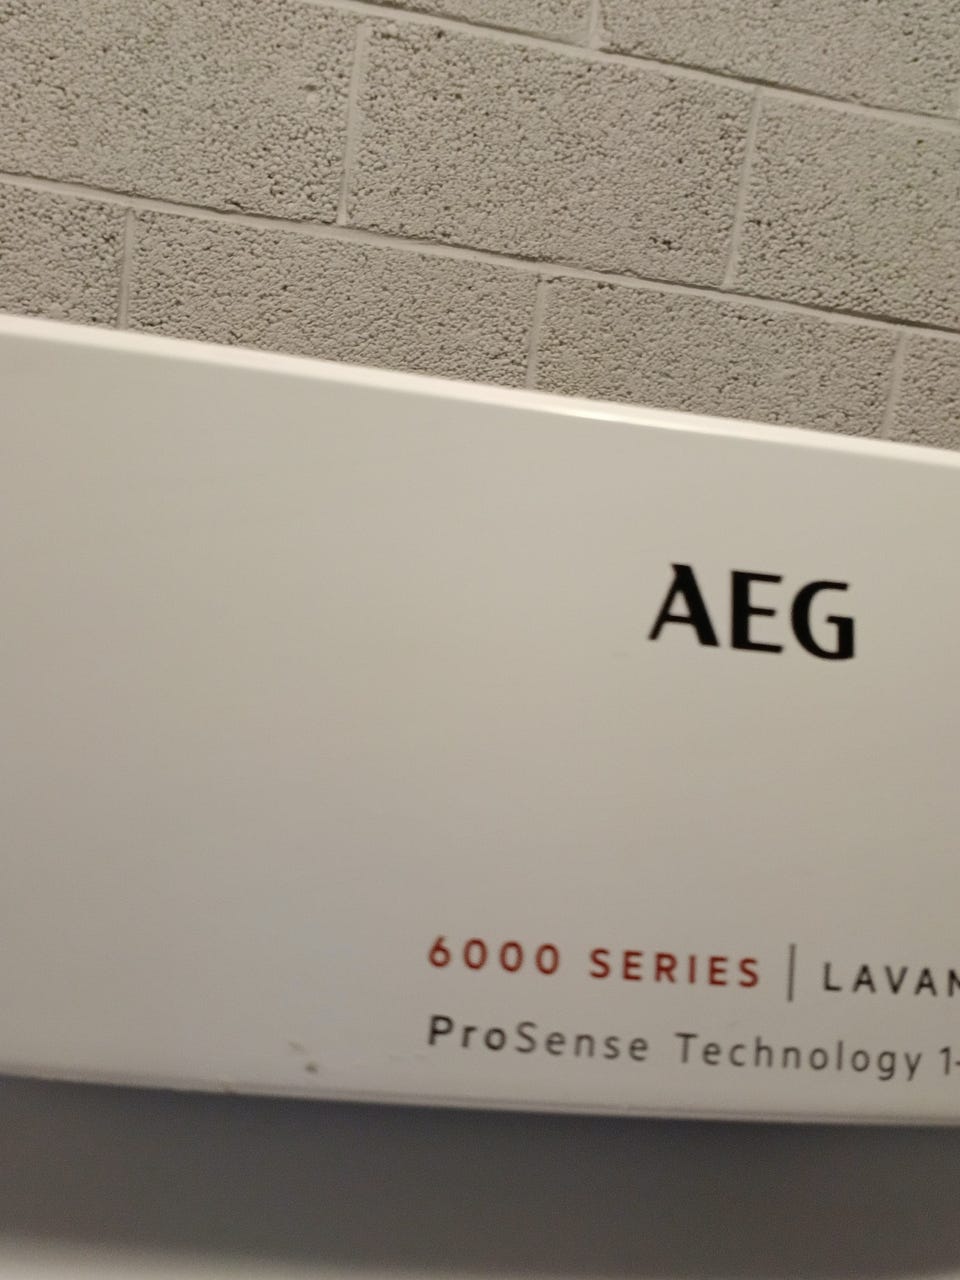 AEG
6000 SERIES | LAVAN
ProSense Technology 1-